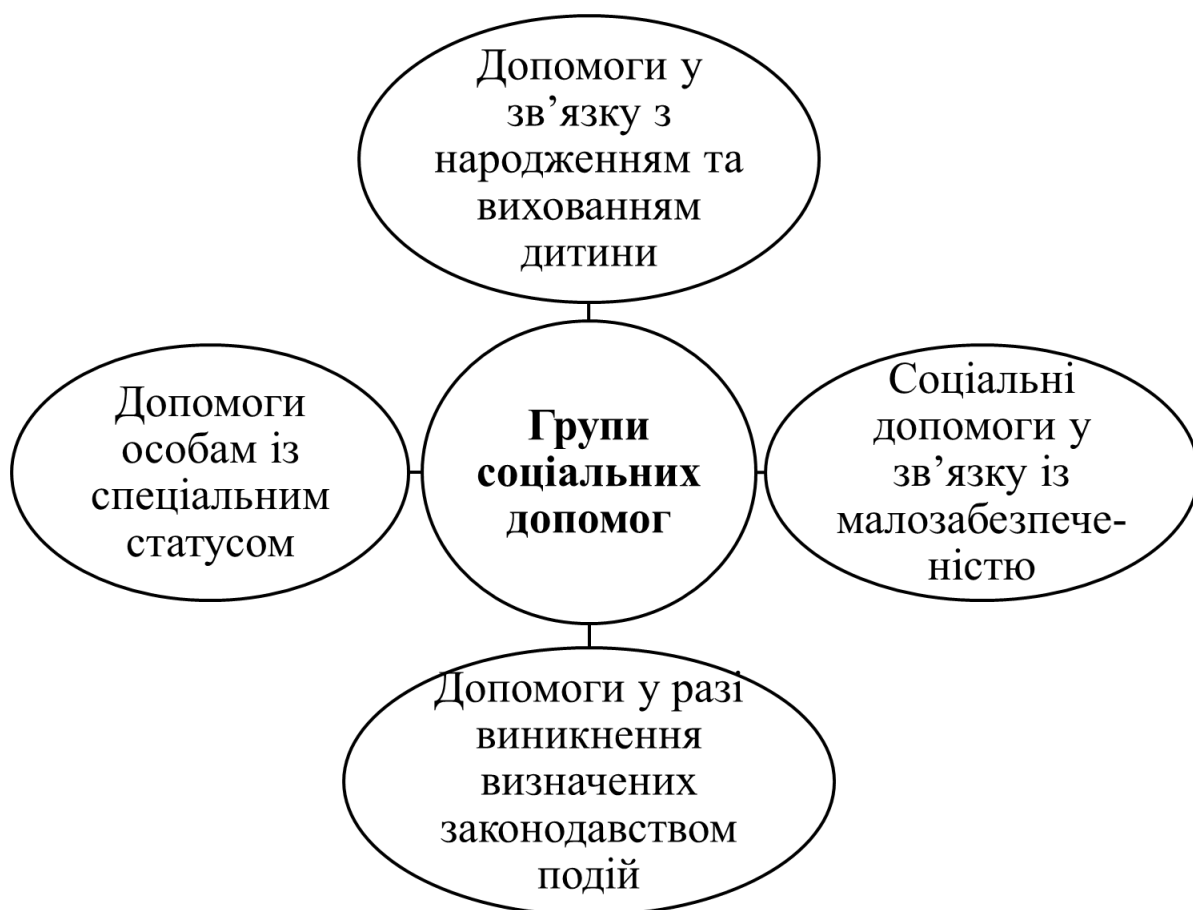 Допомоги у
зв’язку з
народженням та
вихованням
дитини
Допомоги
особам із
спеціальним
статусом
Групи
соціальних
допомог
Соціальні
допомоги у
зв’язку із
малозабезпече-
ністю
Допомоги у разі
виникнення
визначених
законодавством
подій